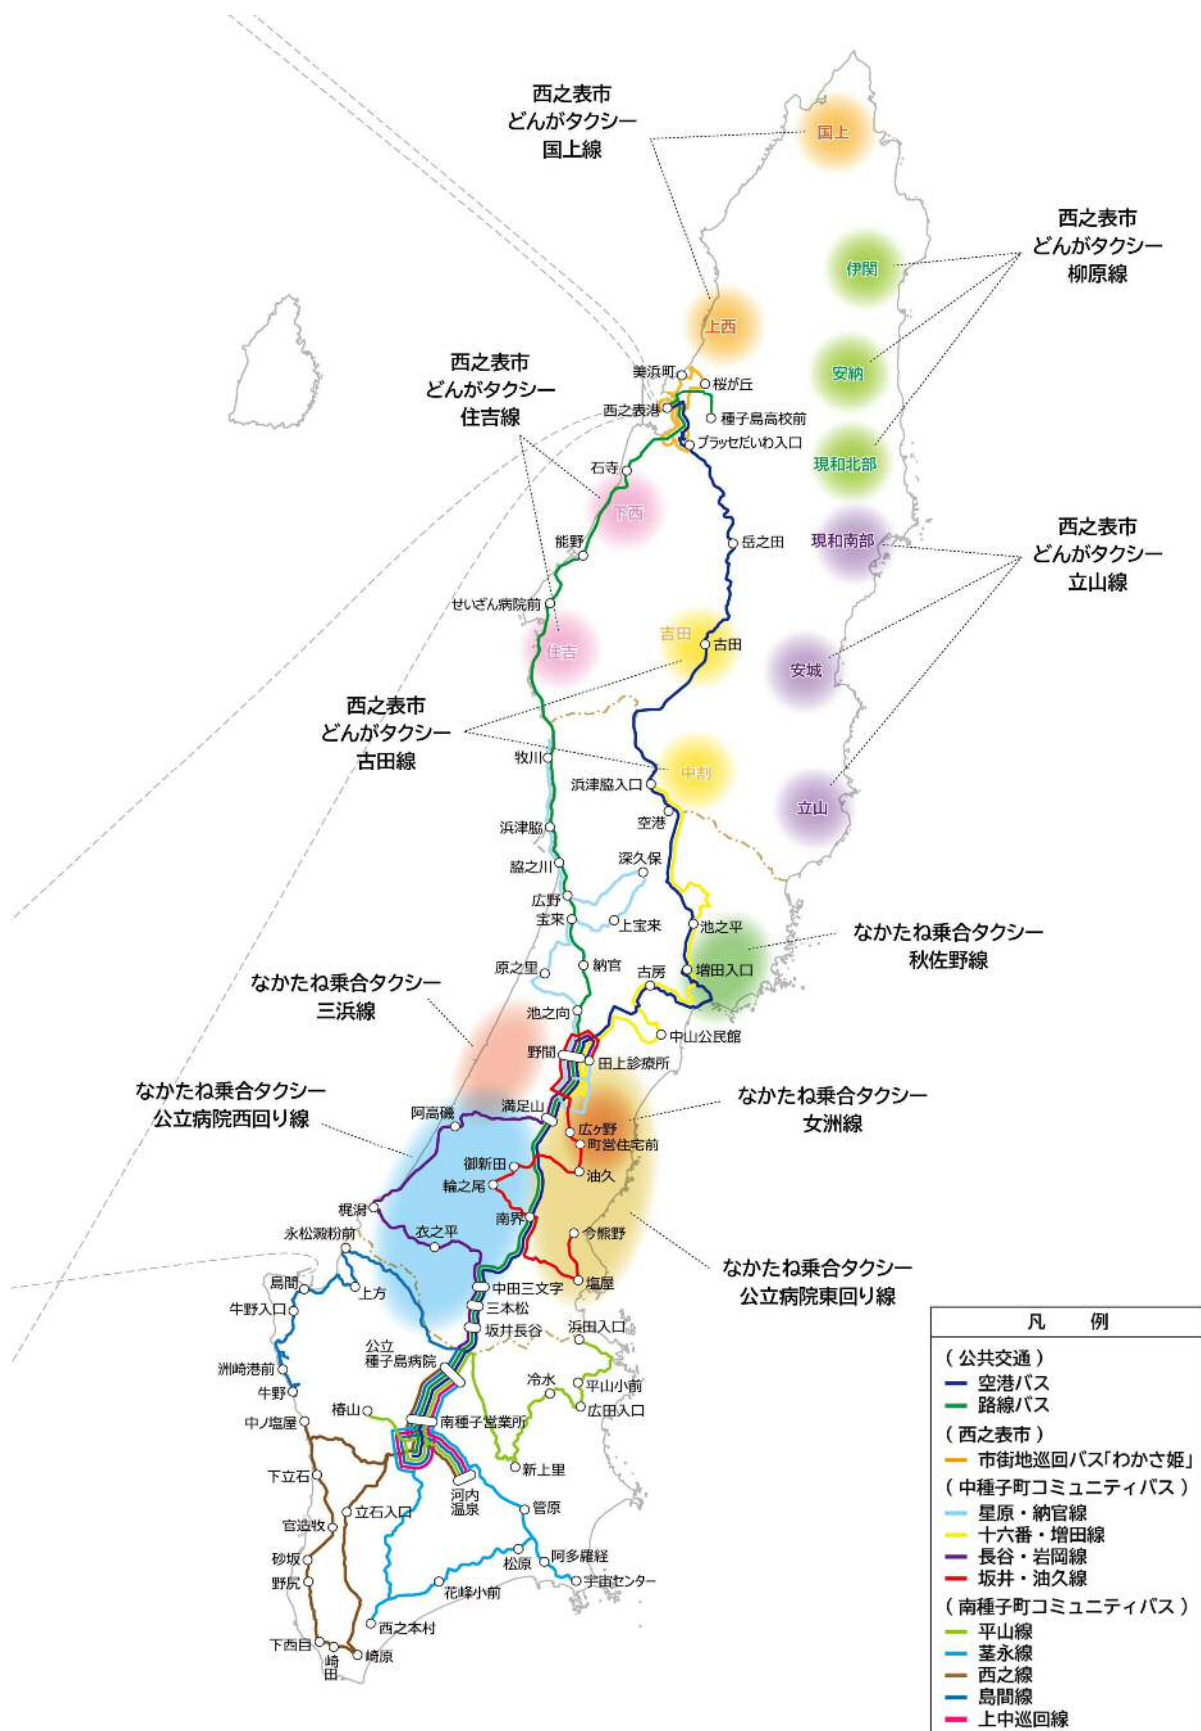 西之表市
どんがタクシー
国上線
国上
西之表市
どんがタクシー
柳原線
伊関
上西
安納
西之表市
どんがタクシー
住吉線
美浜町
桜が丘
西之表港
種子島高校前
プラッセだいわ入口
現和北部
石寺
下西
西之表市
どんがタクシー
立山線
能野
岳之田
現和南部
せいざん病院前
住吉
古田
古田
安城
西之表市
どんがタクシー
古田線
牧川
浜津脇入口
中割
空港
立山
浜津脇
脇之川
深久保
広野
宝来
上宝来
池之平
なかたね乗合タクシー
秋佐野線
原之里
納官
古房
増田入口
なかたね乗合タクシー
三浜線
池之向
中山公民館
野間
田上診療所
なかたね乗合タクシー
公立病院西回り線
阿高磯
満足山
なかたね乗合タクシー
女洲線
広ヶ野
町営住宅前
御新田
輪之尾
油久
梶潟
南界
永松澱粉前
衣之平
今熊野
なかたね乗合タクシー
公立病院東回り線
島間
上方
中田三文字
塩屋
牛野入口
三本松
坂井長谷
浜田入口
公立
種子島病院
洲崎港前
冷水
平山小前
牛野
椿山
広田入口
中ノ塩屋
南種子営業所
新上里
下立石
河内
温泉
立石入口
管原
官造牧
砂坂
松原
阿多羅経
野尻
花峰小前
宇宙センター
西之本村
下西目
崎
田
崎原
凡 例
( 公共交通 )
空港バス
路線バス
( 西之表市 )
市街地巡回バス「わかさ姫」
( 中種子町コミュニティバス )
星原・納官線
十六番・増田線
長谷・岩岡線
坂井・油久線
( 南種子町コミュニティバス )
平山線
茎永線
西之線
島間線
上中巡回線